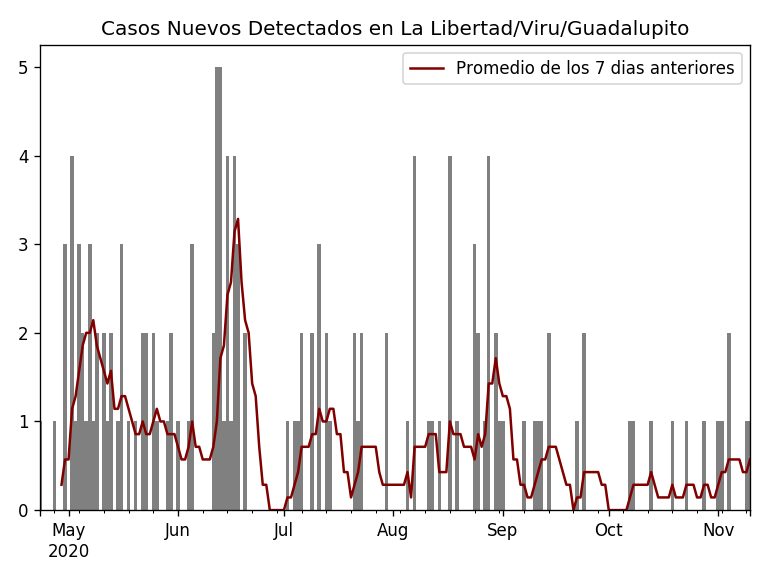 Casos Nuevos Detectados en La Libertad/Viru/Guadalupito
Promedio de los 7 dias anteriores
5
4
3
2
1
0
May Jun Jul Aug Sep Oct Nov
2020